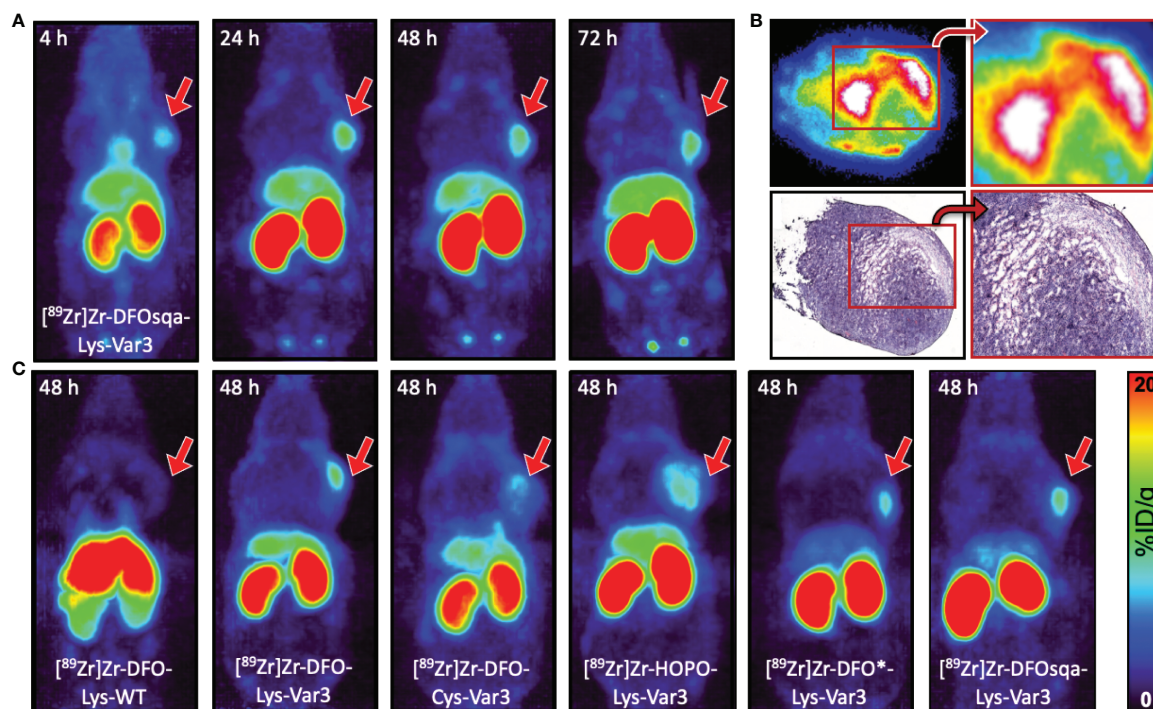 A
4 h
24 h
48 h
72 h
B
[⁸⁹Zr]Zr-DFOsqa-
Lys-Var3
C
48 h
48 h
48 h
48 h
48 h
48 h
[⁸⁹Zr]Zr-DFO-
Lys-WT
[⁸⁹Zr]Zr-DFO-
Lys-Var3
[⁸⁹Zr]Zr-DFO-
Cys-Var3
[⁸⁹Zr]Zr-HOPO-
Lys-Var3
[⁸⁹Zr]Zr-DFO*-
Lys-Var3
[⁸⁹Zr]Zr-DFOsqa-
Lys-Var3
20
%ID/g
0